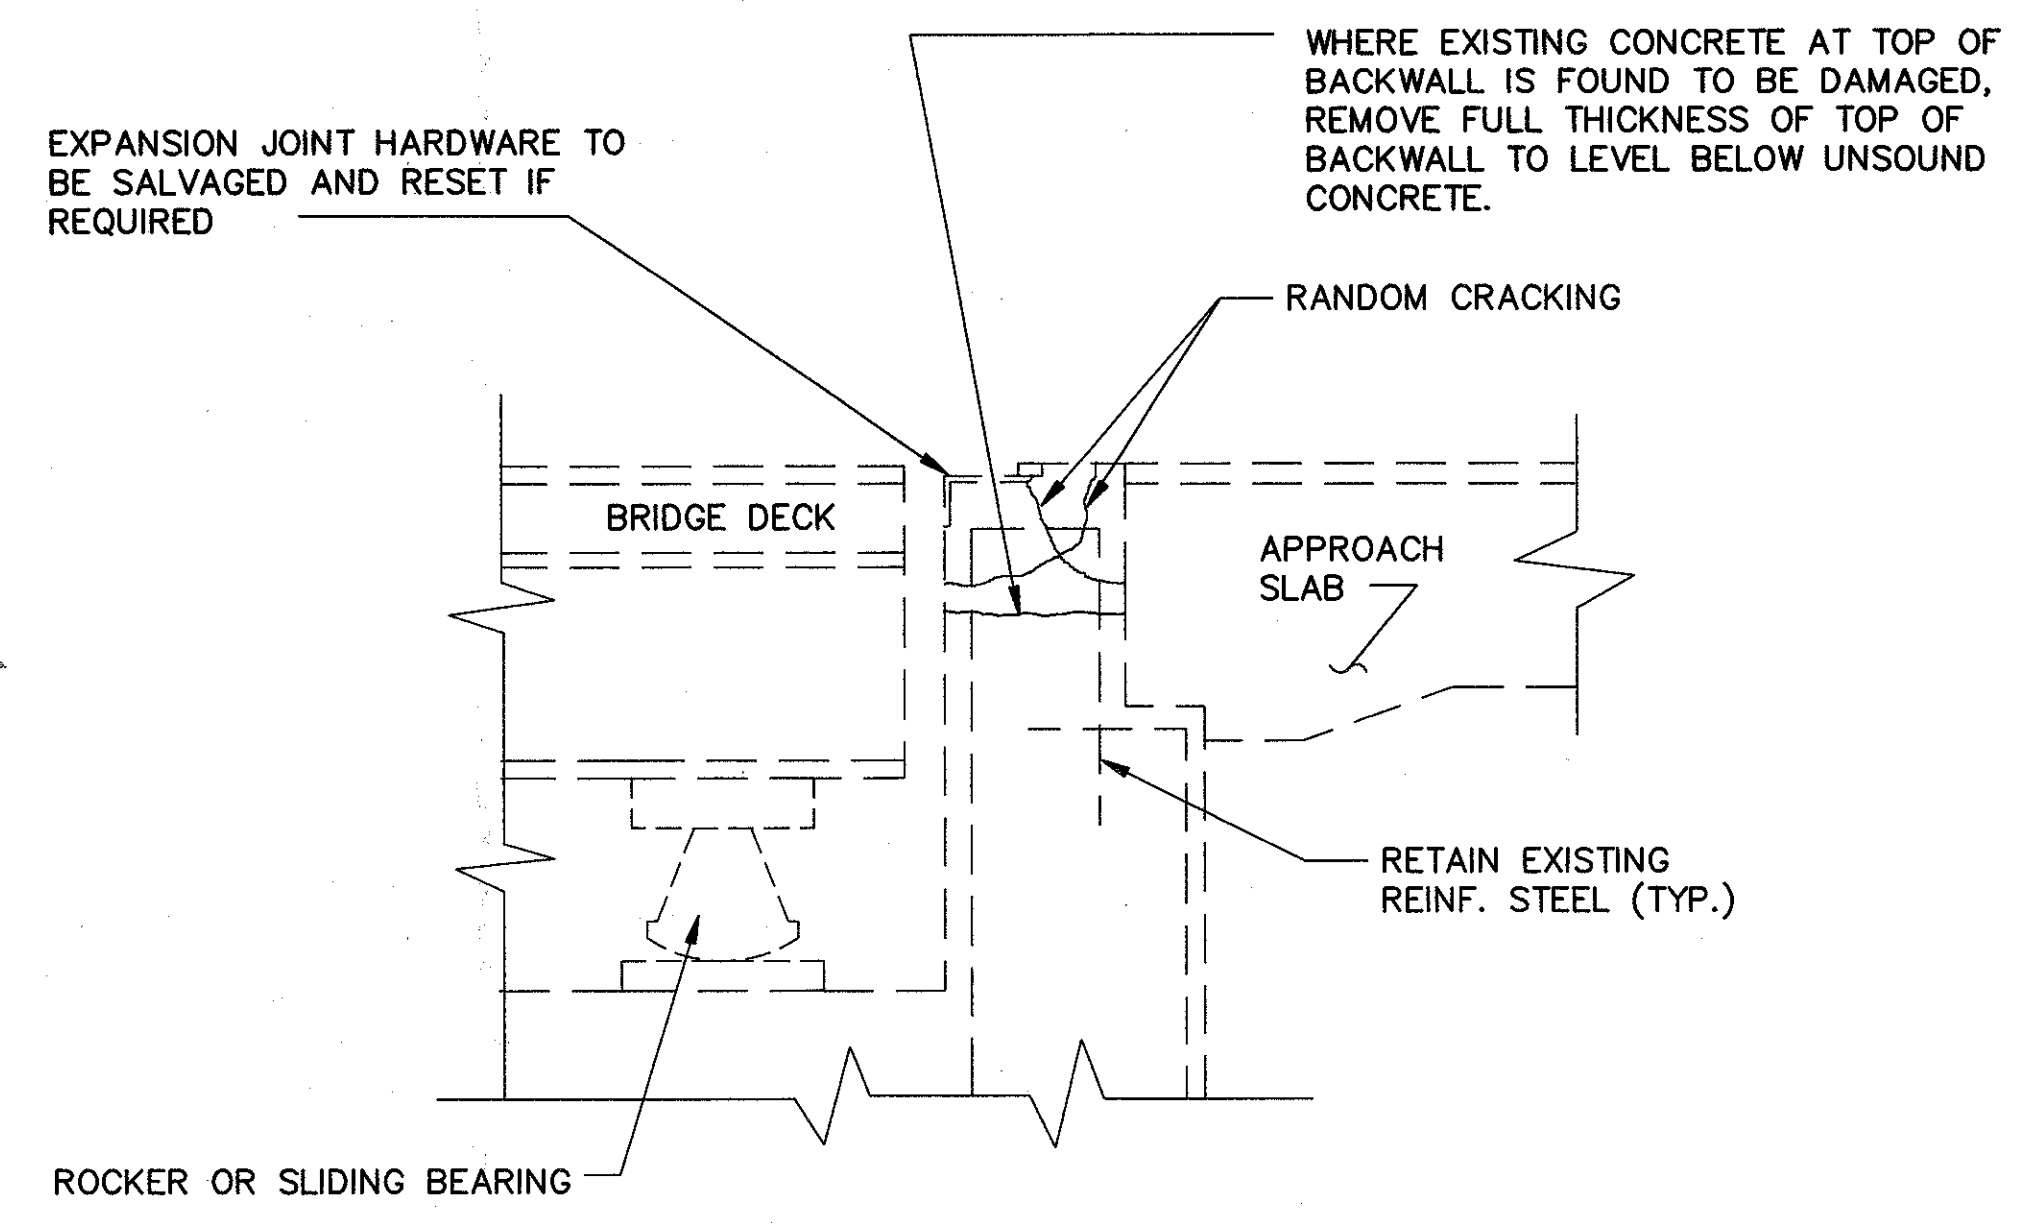 WHERE EXISTING CONCRETE AT TOP OF
BACKWALL IS FOUND TO BE DAMAGED,
REMOVE FULL THICKNESS OF TOP OF
BACKWALL TO LEVEL BELOW UNSOUND
CONCRETE.
EXPANSION JOINT HARDWARE TO
BE SALVAGED AND RESET IF
REQUIRED
RANDOM CRACKING
BRIDGE DECK
APPROACH
SLAB
RETAIN EXISTING
REINF. STEEL (TYP.)
ROCKER OR SLIDING BEARING